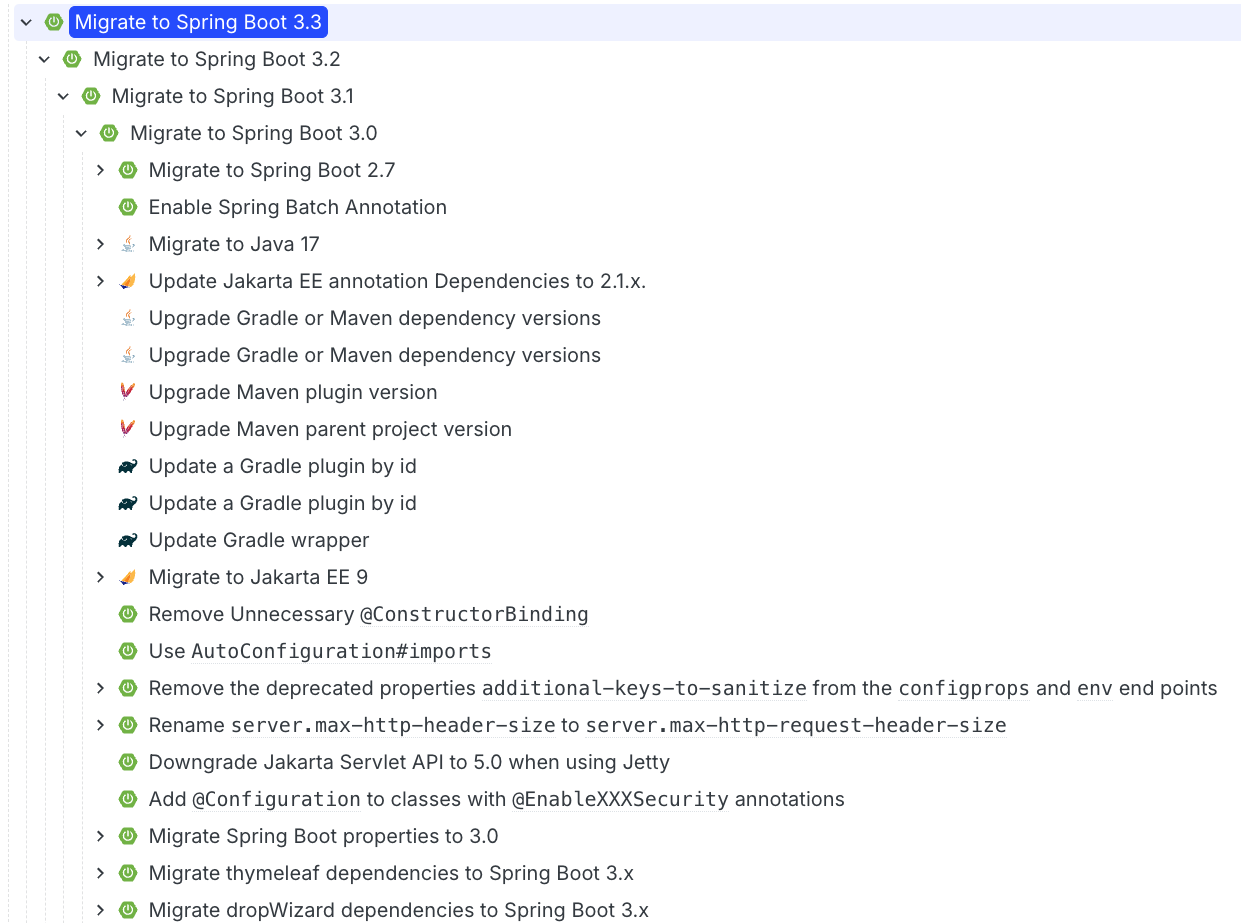 Migrate to Spring Boot 3.3
Migrate to Spring Boot 3.2
Migrate to Spring Boot 3.1
Migrate to Spring Boot 3.0
Migrate to Spring Boot 2.7
Enable Spring Batch Annotation
Migrate to Java 17
Update Jakarta EE annotation Dependencies to 2.1.x.
Upgrade Gradle or Maven dependency versions
Upgrade Gradle or Maven dependency versions
Upgrade Maven plugin version
Upgrade Maven parent project version
Update a Gradle plugin by id
Update a Gradle plugin by id
Update Gradle wrapper
Migrate to Jakarta EE 9
Remove Unnecessary @ConstructorBinding
Use AutoConfiguration#imports
Remove the deprecated properties additional-keys-to-sanitize from the configprops and env end points
Rename server.max-http-header-size to server.max-http-request-header-size
Downgrade Jakarta Servlet API to 5.0 when using Jetty
Add @Configuration to classes with @EnableXXXSecurity annotations
Migrate Spring Boot properties to 3.0
Migrate thymeleaf dependencies to Spring Boot 3.x
Migrate dropWizard dependencies to Spring Boot 3.x